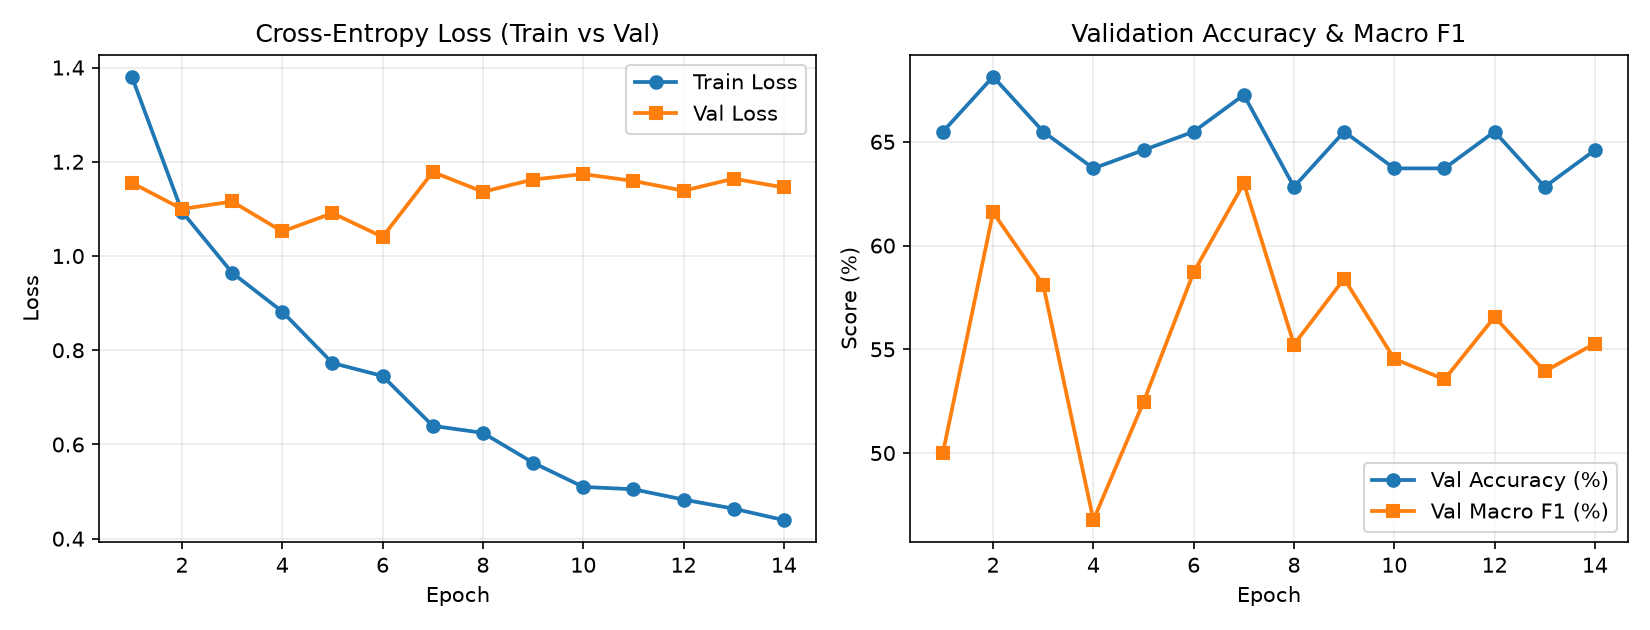 Cross-Entropy Loss (Train vs Val)
1.4
1.2
1.0
0.8
0.6
0.4
Loss
Train Loss
Val Loss
2 4 6 8 10 12 14
Epoch
Validation Accuracy & Macro F1
65
60
55
50
Score (%)
Val Accuracy (%)
Val Macro F1 (%)
2 4 6 8 10 12 14
Epoch